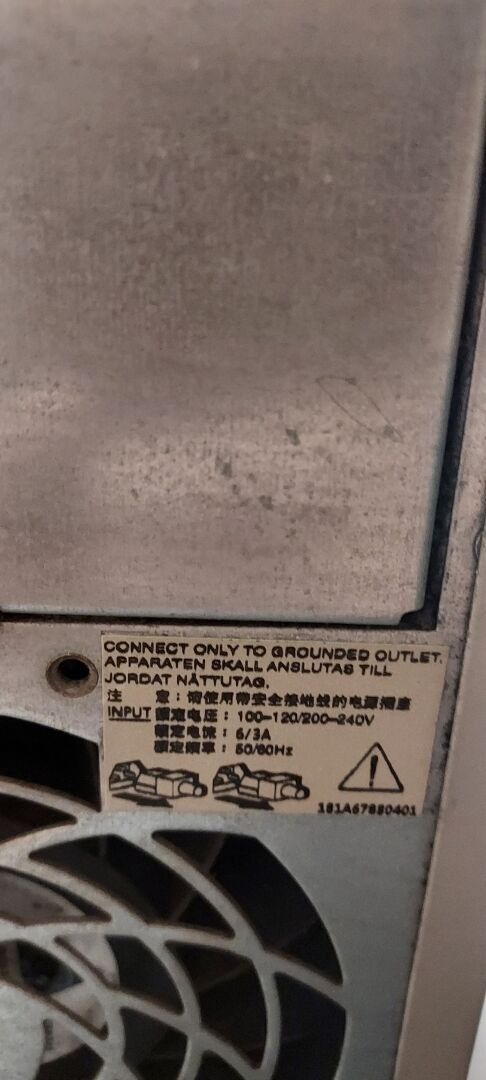 CONNECT ONLY TO GROUNDED OUTLET.
APPARATEN SKALL ANSLUTAS TILL
JORDAT NÅTTUTAG.
注 意：请使用带安全接地线的电源插座
INPUT 额定电压：100-120/200-240V
额定电流：6/3A
额定频率：50/60Hz
181A67880401